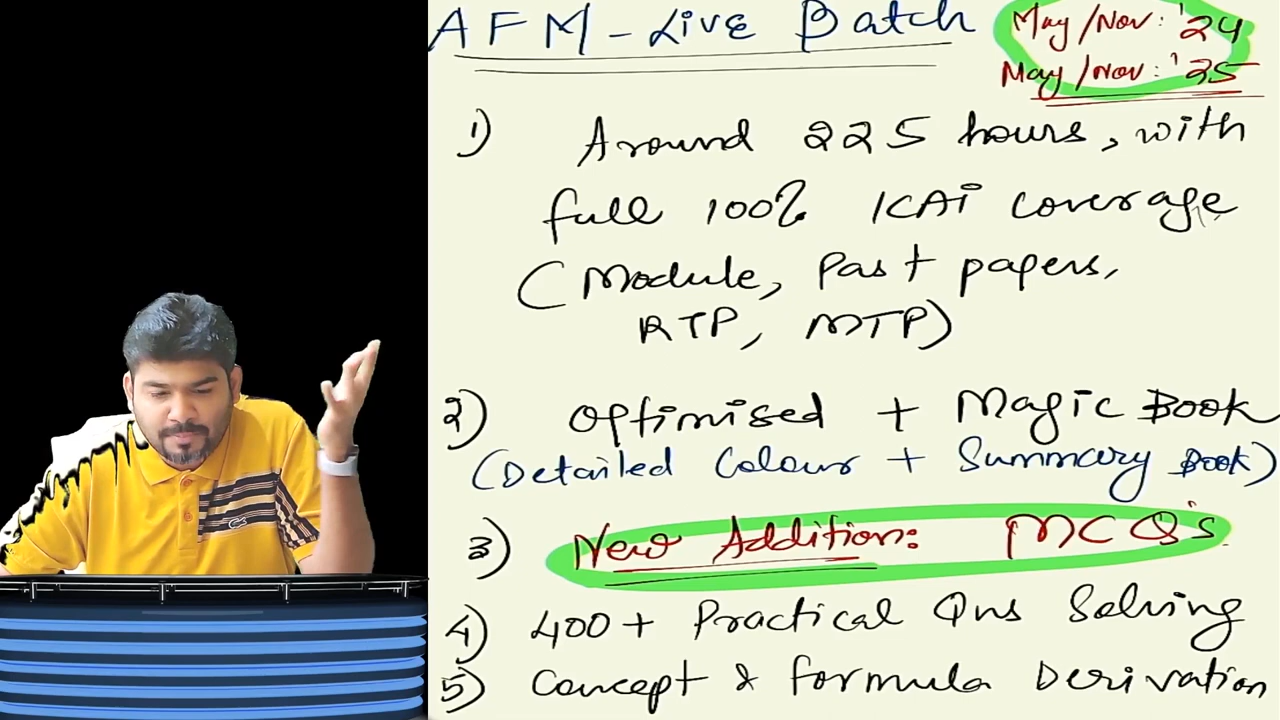 AFM - Live Batch
May/Nov: '24
May/Nov: '25
1) Around 225 hours, with
full 100% ICAI coverage
(Module, Past papers,
RTP, MTP)
2) Optimised + Magic Book
(Detailed Colour + Summary Book)
3) New Addition: MCQ's
4) 400+ Practical Qns Solving
5) Concept & formula Derivation